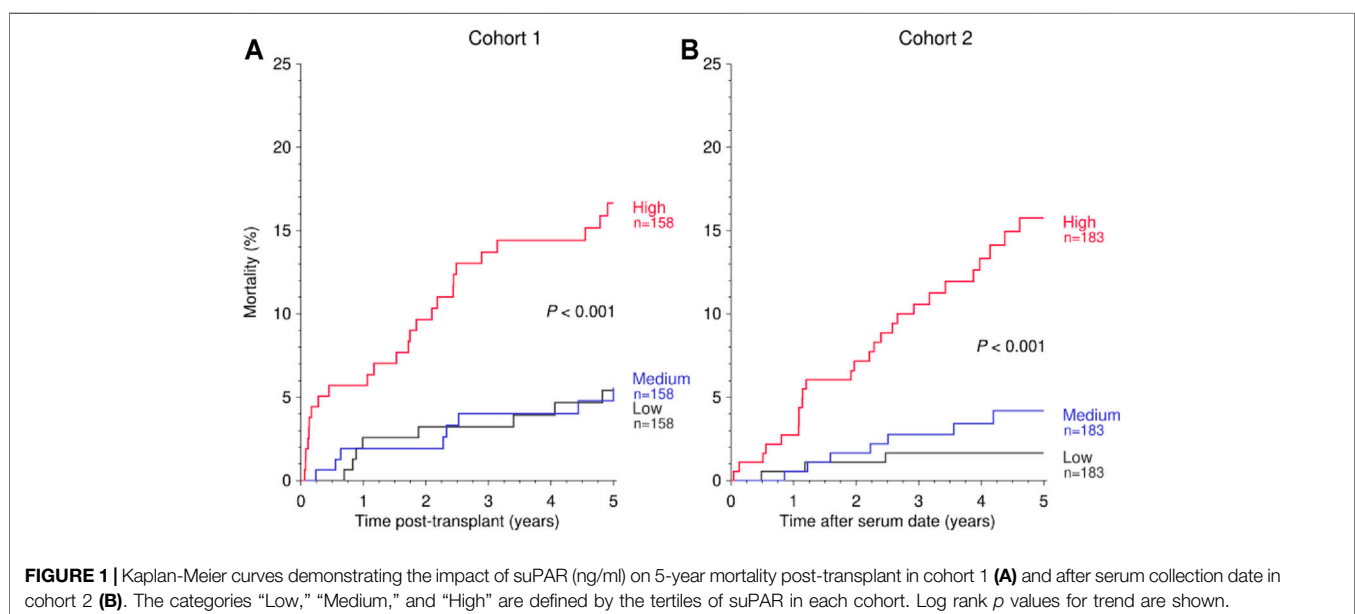 A
Cohort 1
25
20
15
10
5
0
Mortality (%)
High
n=158
P < 0.001
Medium
n=158
Low
n=158
0 1 2 3 4 5
Time post-transplant (years)
B
Cohort 2
25
20
15
10
5
0
High
n=183
P < 0.001
Medium
n=183
Low
n=183
0 1 2 3 4 5
Time after serum date (years)
FIGURE 1 | Kaplan-Meier curves demonstrating the impact of suPAR (ng/ml) on 5-year mortality post-transplant in cohort 1 (A) and after serum collection date in
cohort 2 (B). The categories “Low,” “Medium,” and “High” are defined by the tertiles of suPAR in each cohort. Log rank p values for trend are shown.